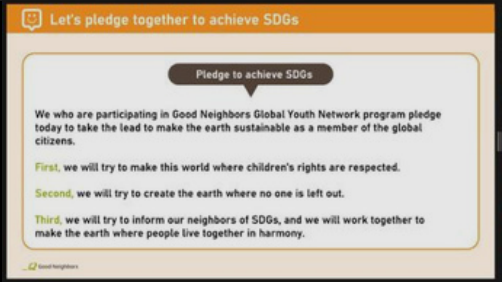 Let's pledge together to achieve SDGs
Pledge to achieve SDGs
We who are participating in Good Neighbors Global Youth Network program pledge
today to take the lead to make the earth sustainable as a member of the global
citizens.
First, we will try to make this world where children's rights are respected.
Second, we will try to create the earth where no one is left out.
Third, we will try to inform our neighbors of SDGs, and we will work together to
make the earth where people live together in harmony.
Good Neighbors